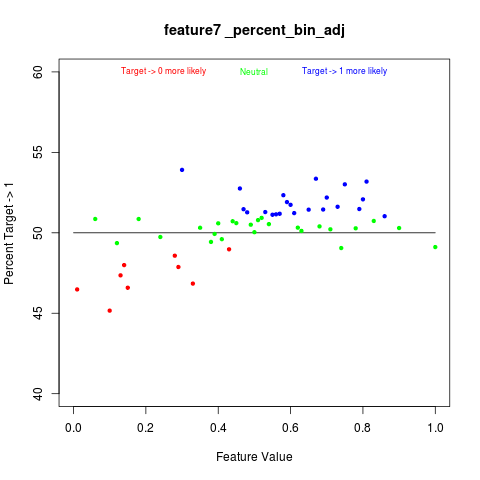 feature7 _percent_bin_adj
Target -> 0 more likely
Neutral
Target -> 1 more likely
60
55
50
45
40
Percent Target -> 1
0.0
0.2
0.4
0.6
0.8
1.0
Feature Value